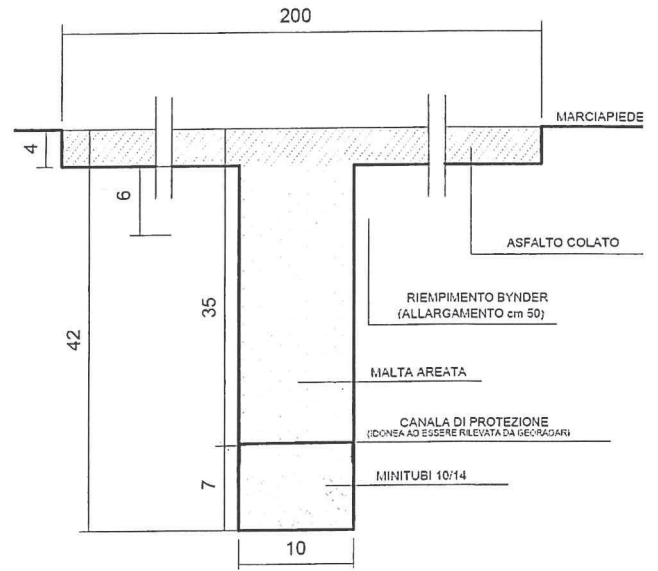 200
MARCIAPIEDE
4
6
ASFALTO COLATO
35
42
RIEMPIMENTO BYNDER
(ALLARGAMENTO cm 50)
MALTA AREATA
CANALA DI PROTEZIONE
(IDONEA AD ESSERE RILEVATA DA GEORADAR)
7
MINITUBI 10/14
10